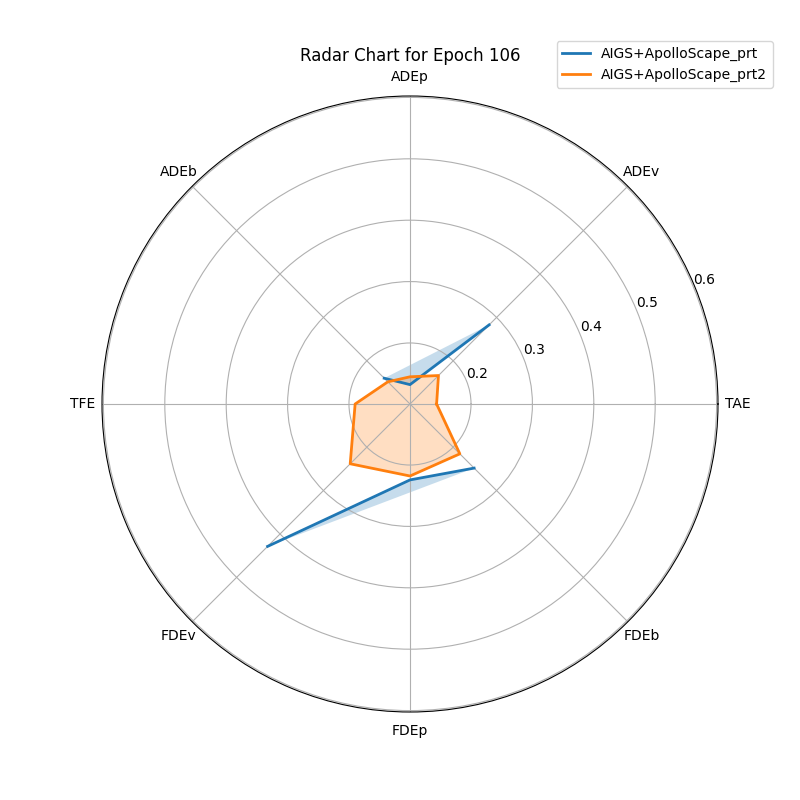 Radar Chart for Epoch 106
AIGS+ApolloScape_prt
AIGS+ApolloScape_prt2
ADEp
ADEb
ADEv
0.6
0.5
0.4
0.3
0.2
TFE
TAE
FDEv
FDEb
FDEp